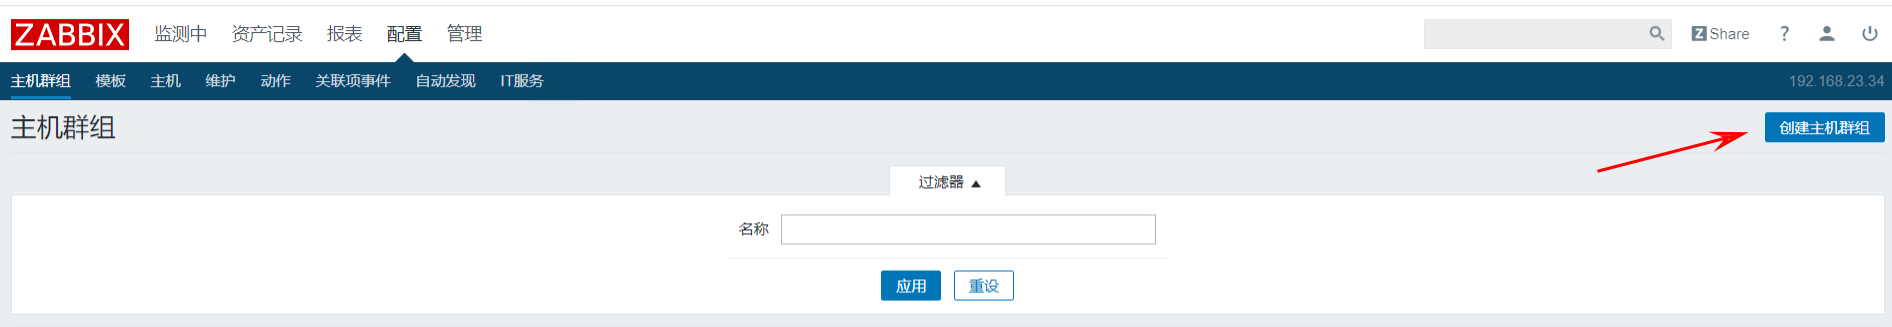 ZABBIX 监测中 资产记录 报表 配置 管理 Z Share ?
主机群组 模板 主机 维护 动作 关联项事件 自动发现 IT服务 192.168.23.34
主机群组 创建主机群组
过滤器 ▲
名称
应用 重设